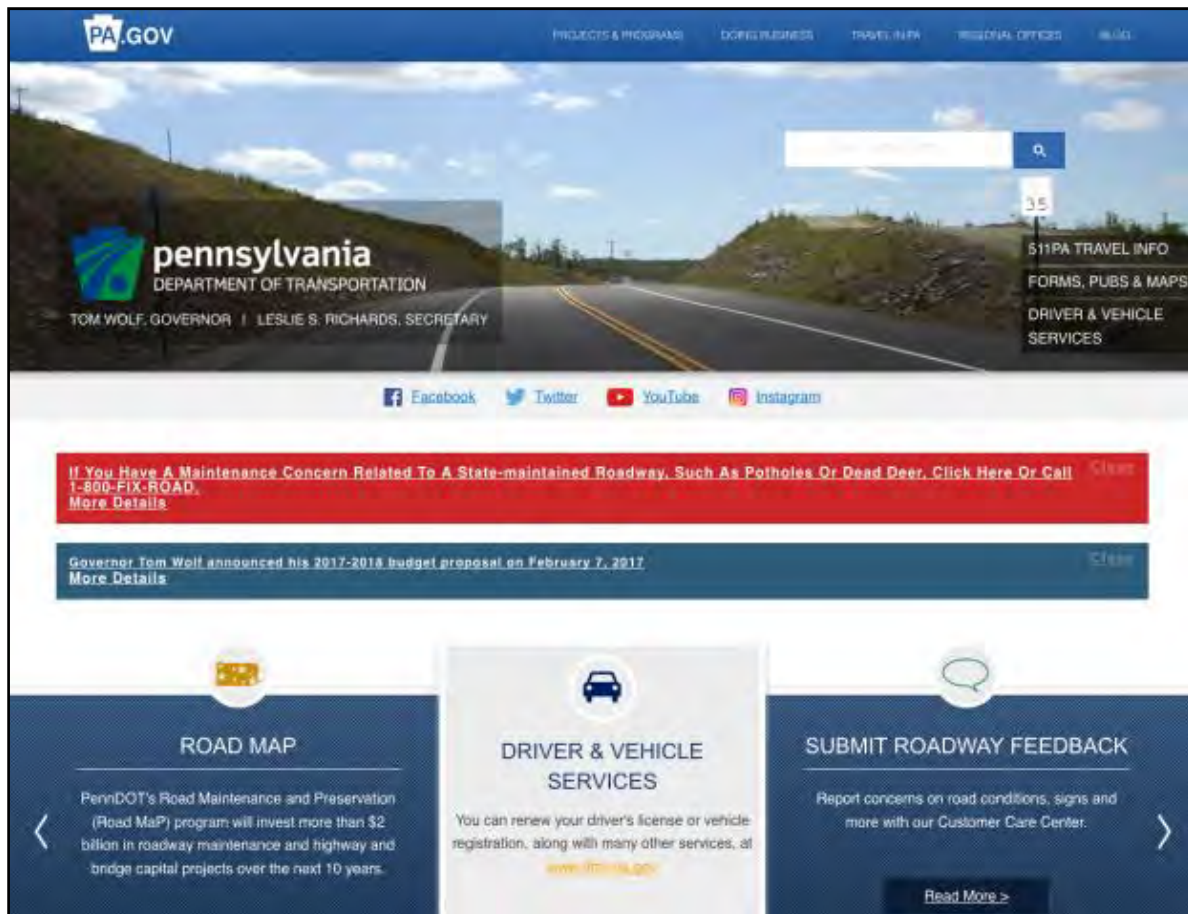 PA.GOV
PROJECTS & PROGRAMS DOING BUSINESS TRAVEL IN PA REGIONAL OFFICES BLOG
35
pennsylvania
DEPARTMENT OF TRANSPORTATION
TOM WOLF, GOVERNOR | LESLIE S. RICHARDS, SECRETARY
511PA TRAVEL INFO
FORMS, PUBS & MAPS
DRIVER & VEHICLE
SERVICES
Facebook Twitter YouTube Instagram
If You Have A Maintenance Concern Related To A State-maintained Roadway, Such As Potholes Or Dead Deer, Click Here Or Call
1-800-FIX-ROAD.
More Details
Close
Governor Tom Wolf announced his 2017-2018 budget proposal on February 7, 2017
More Details
Close
ROAD MAP
PennDOT's Road Maintenance and Preservation
(Road MaP) program will invest more than $2
billion in roadway maintenance and highway and
bridge capital projects over the next 10 years.
DRIVER & VEHICLE
SERVICES
You can renew your driver's license or vehicle
registration, along with many other services, at
SUBMIT ROADWAY FEEDBACK
Report concerns on road conditions, signs and
more with our Customer Care Center.
Read More >